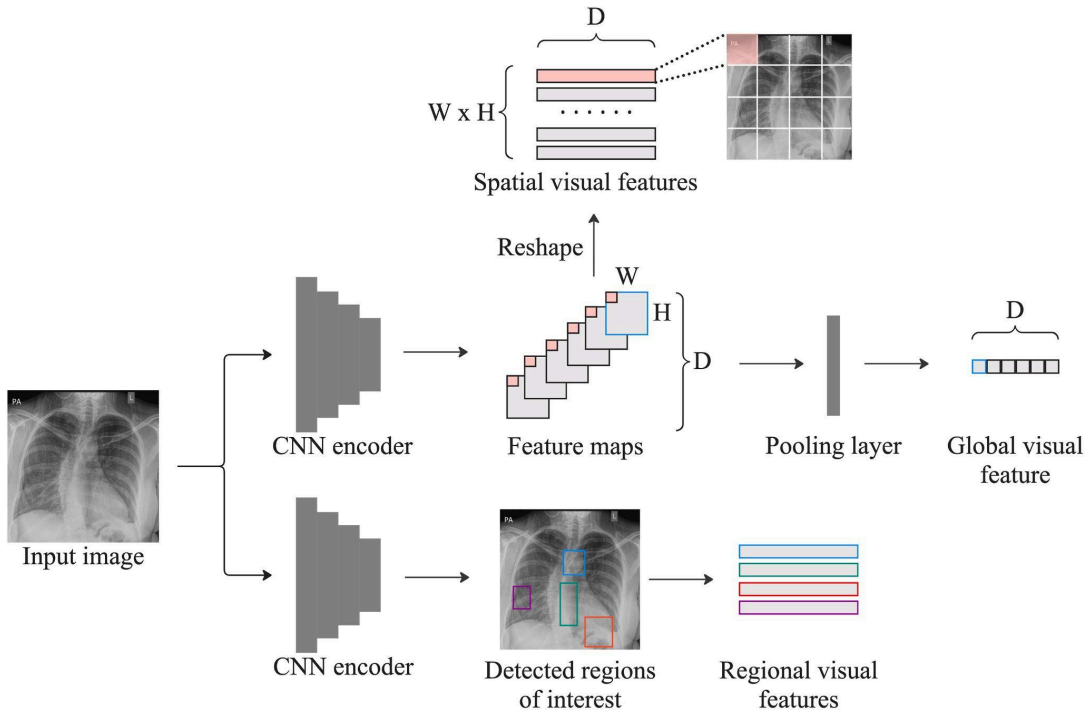 D
PA
L
W x H
Spatial visual features
Reshape
W
H
D
D
CNN encoder
Feature maps
Pooling layer
Global visual
feature
PA
L
Input image
PA
L
CNN encoder
Detected regions
of interest
Regional visual
features